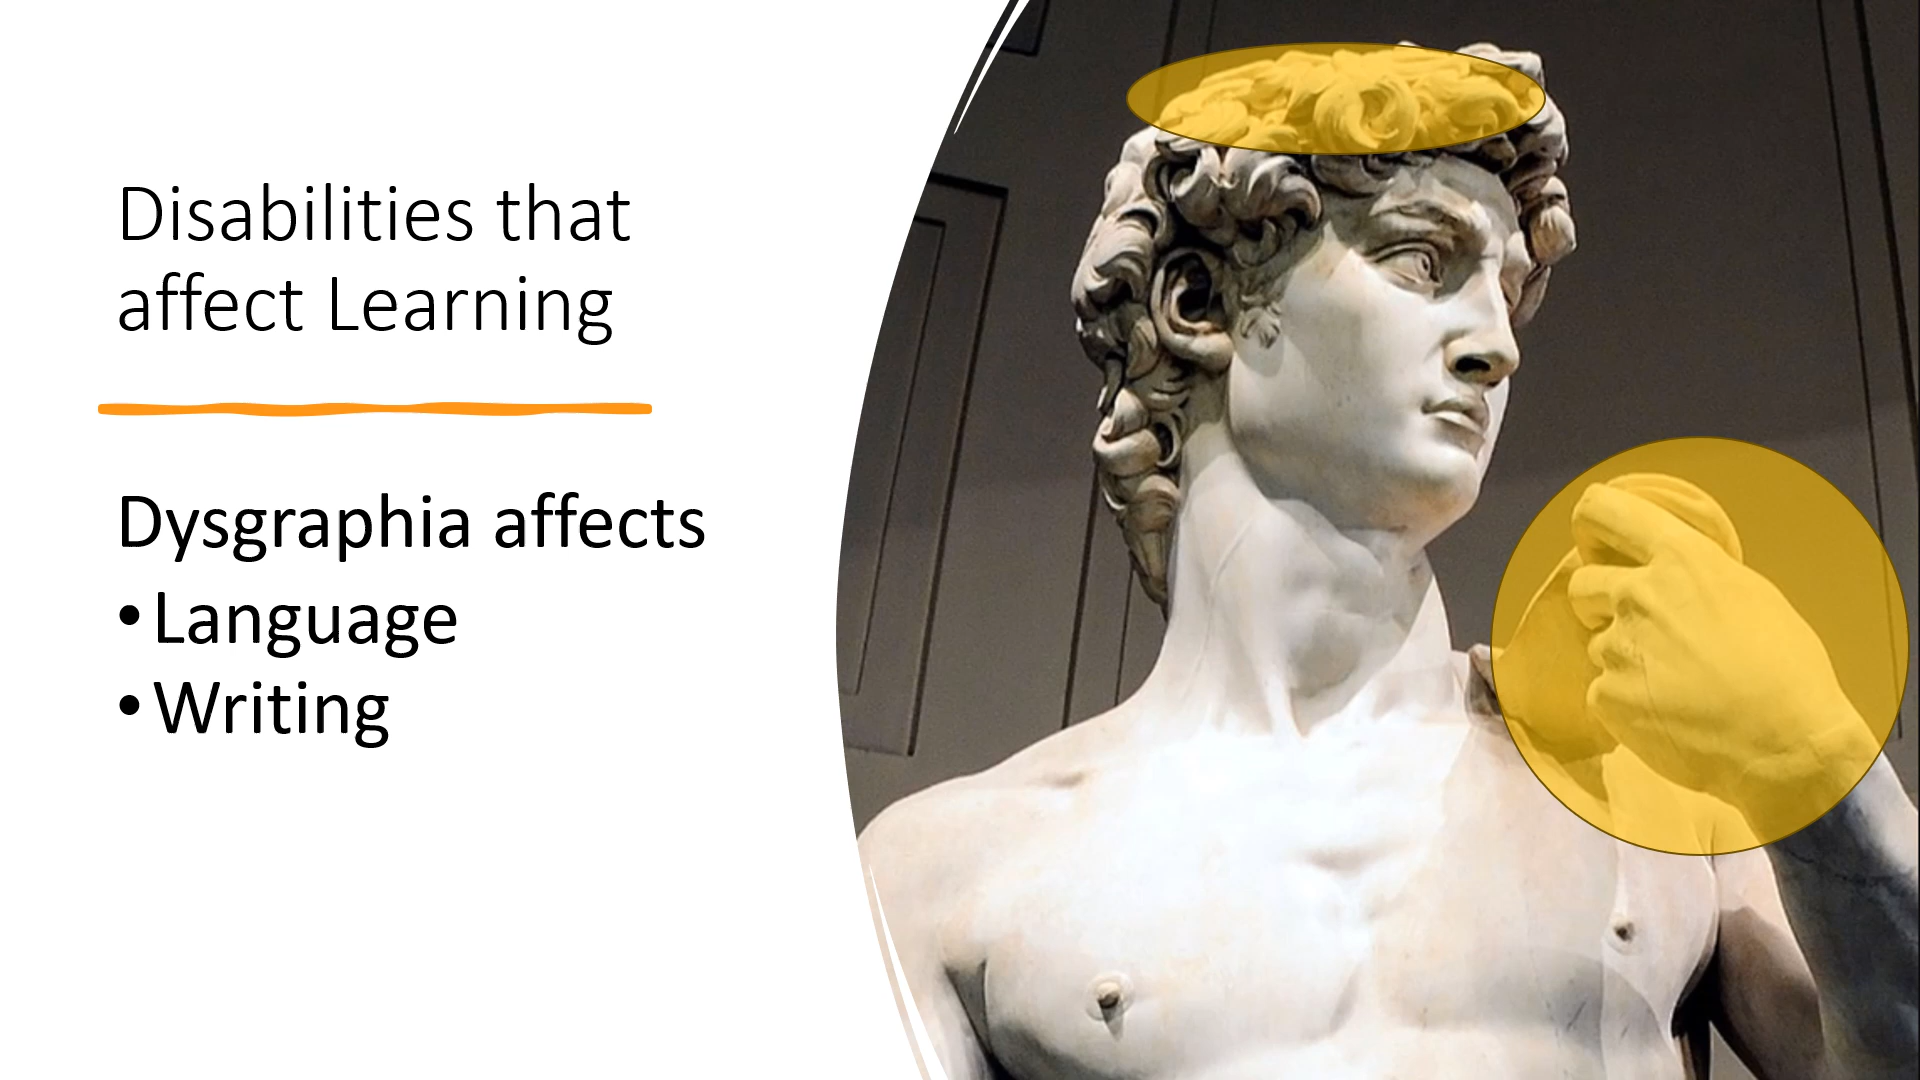 Disabilities that
affect Learning
Dysgraphia affects
• Language
• Writing